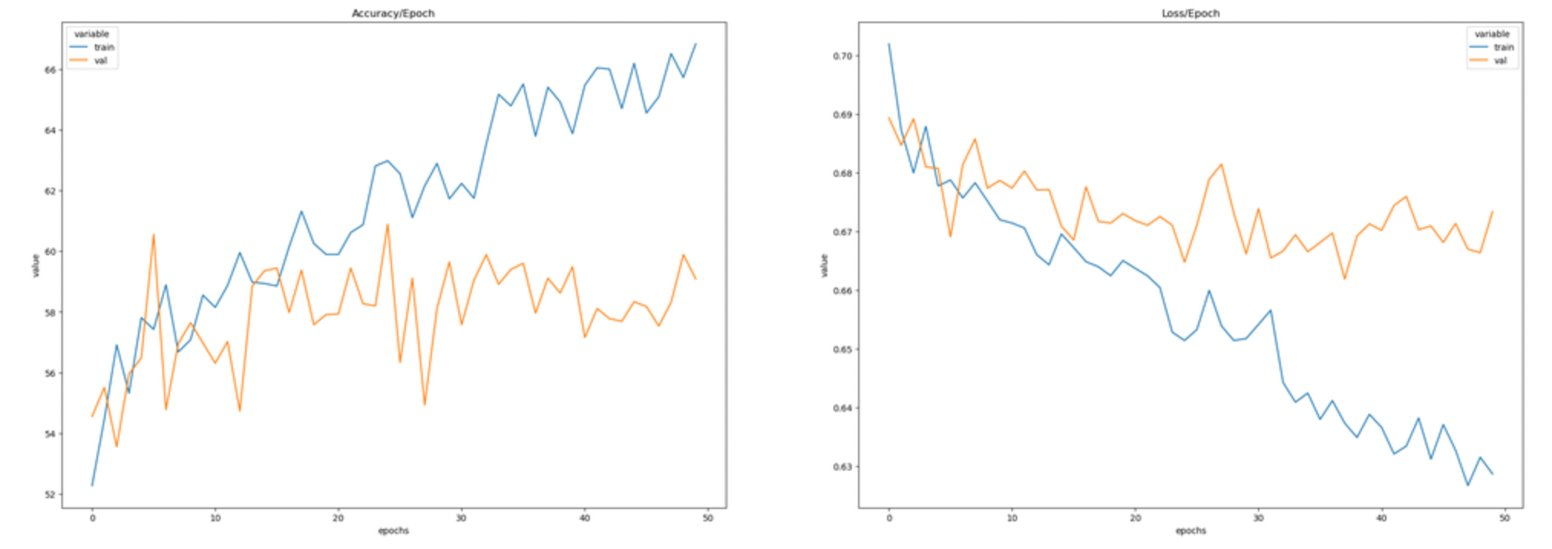 Accuracy/Epoch
variable
train
val
66
64
62
60
58
56
54
52
value
0
10
20
30
40
50
epochs
Loss/Epoch
variable
train
val
0.70
0.69
0.68
0.67
0.66
0.65
0.64
0.63
value
0
10
20
30
40
50
epochs